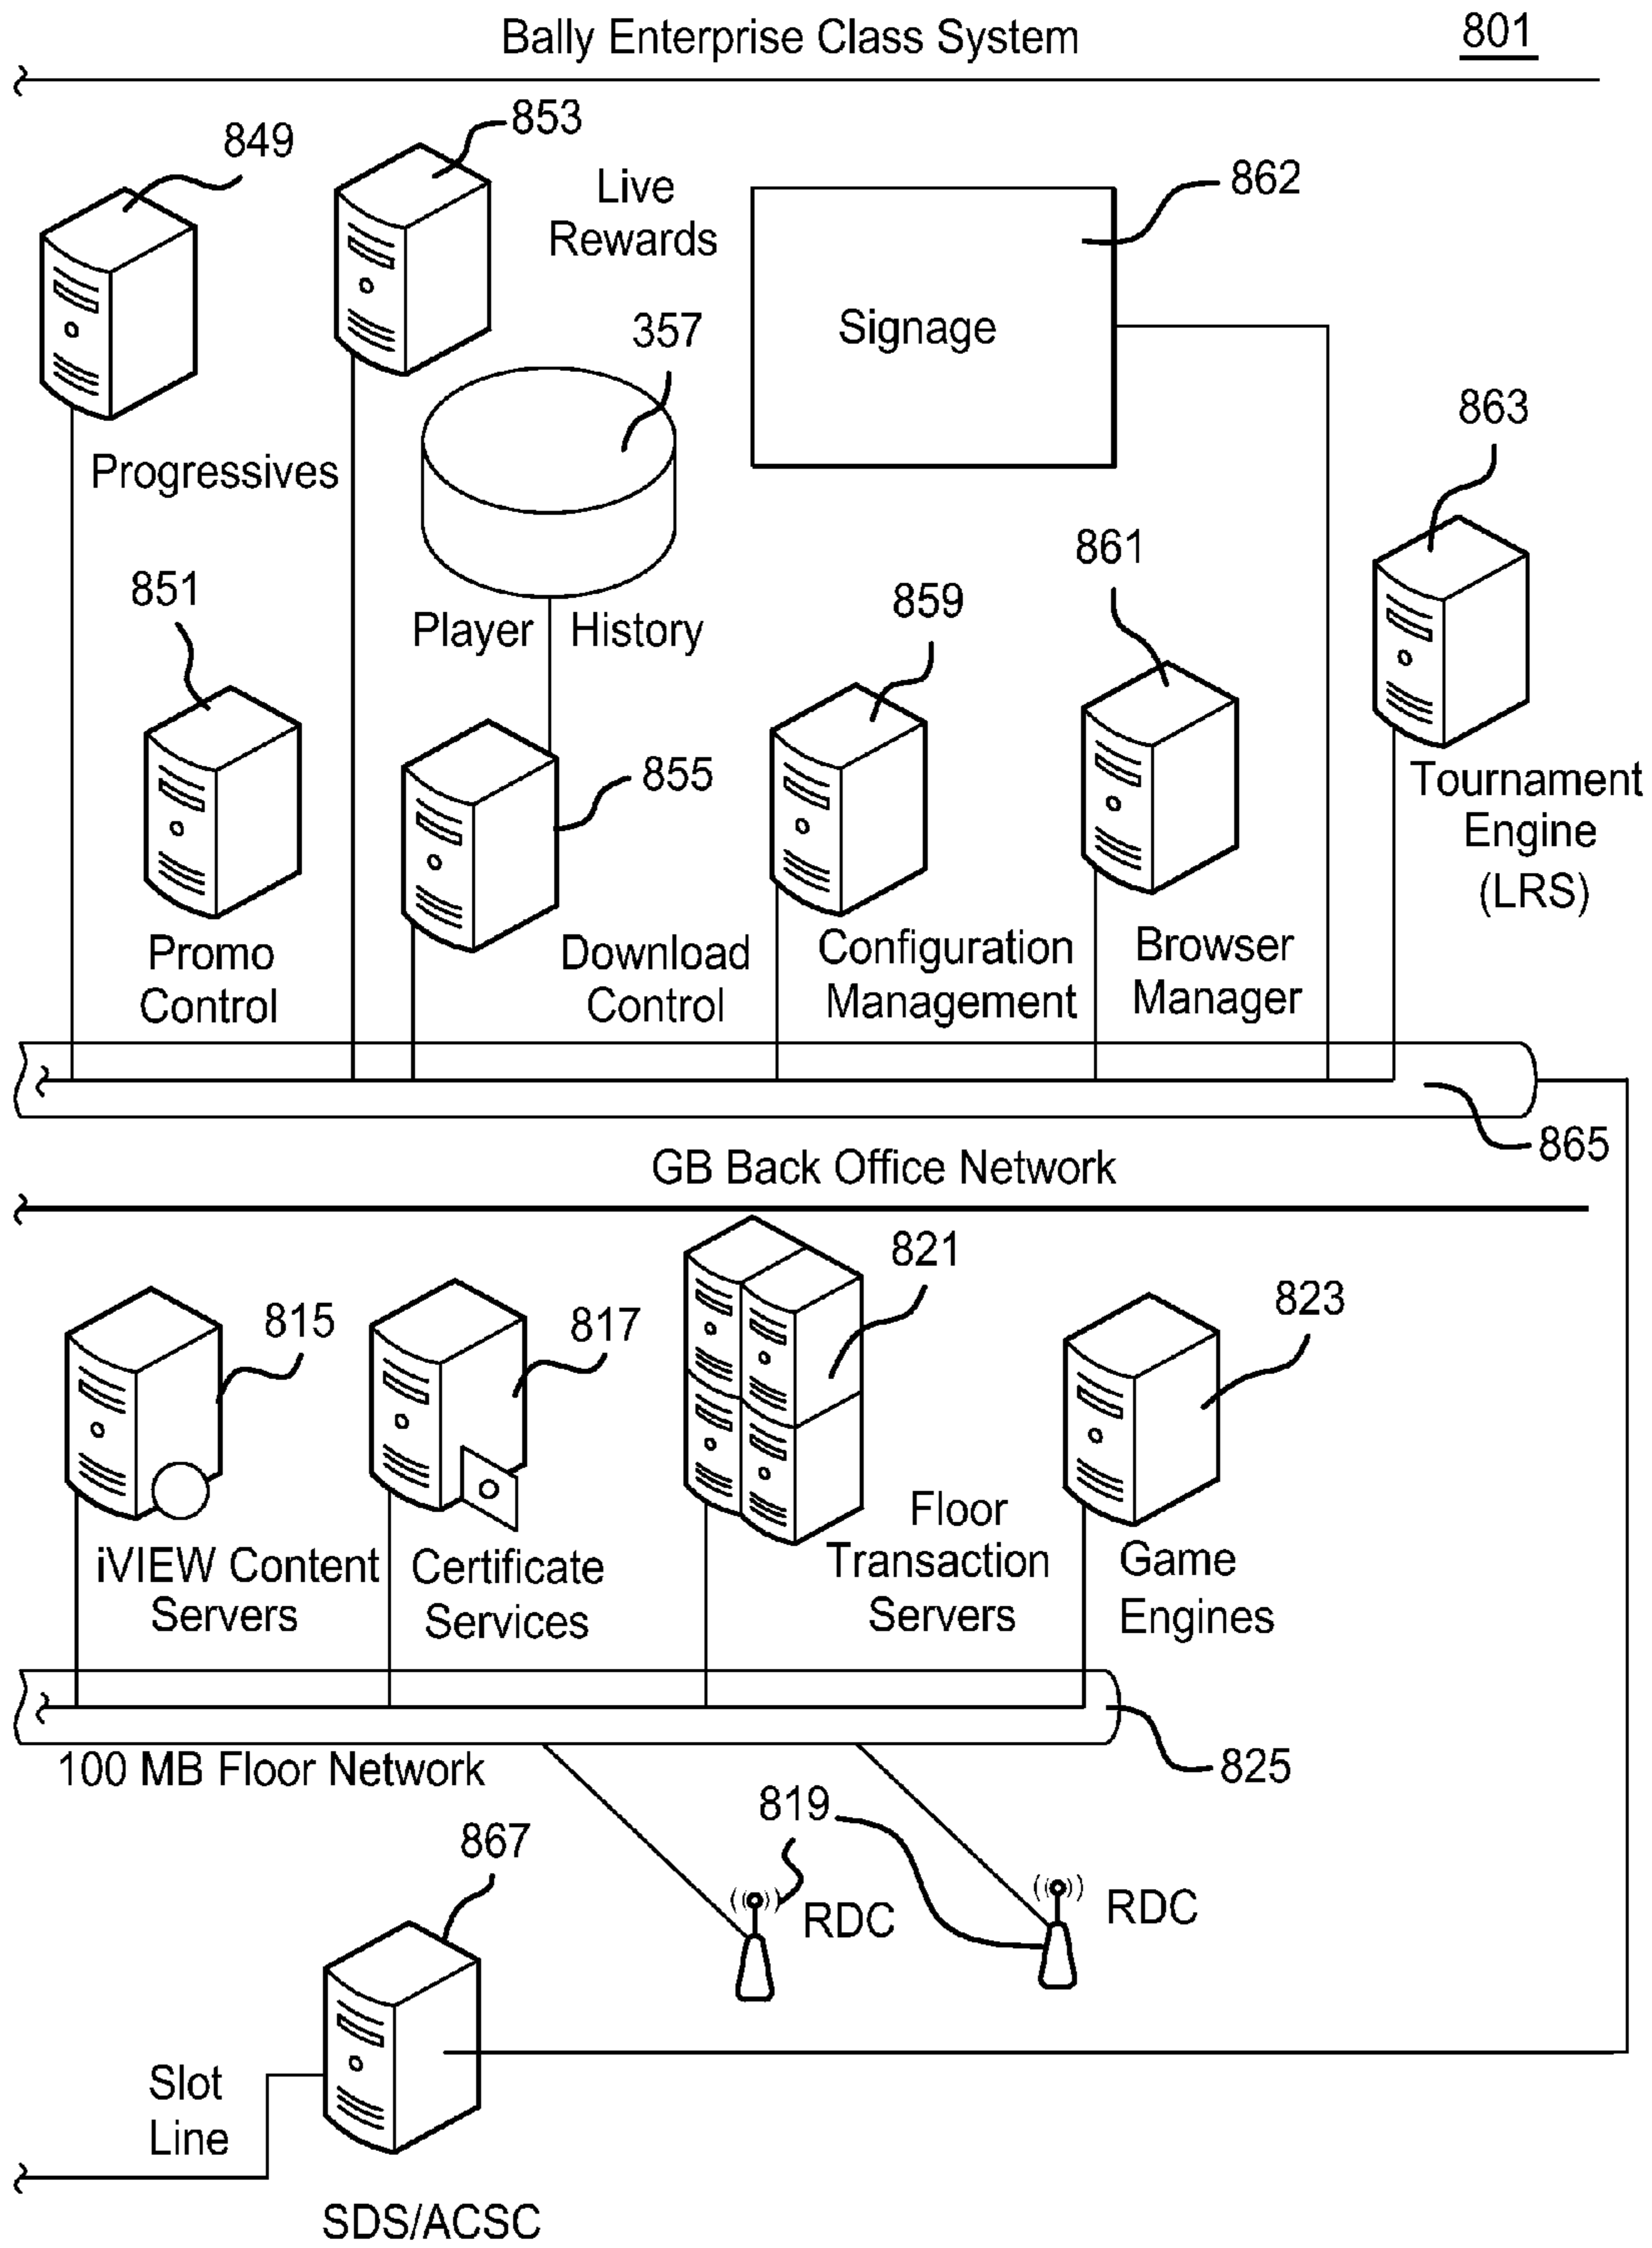 Bally Enterprise Class System
801
849
853
Live
Rewards
862
Signage
357
863
Progressives
861
851
859
Player History
855
Tournament
Engine
(LRS)
Promo
Control
Download
Control
Configuration
Management
Browser
Manager
865
GB Back Office Network
821
815
817
823
Floor
Transaction
Servers
iVIEW Content
Servers
Certificate
Services
Game
Engines
100 MB Floor Network
825
819
867
RDC
RDC
Slot
Line
SDS/ACSC